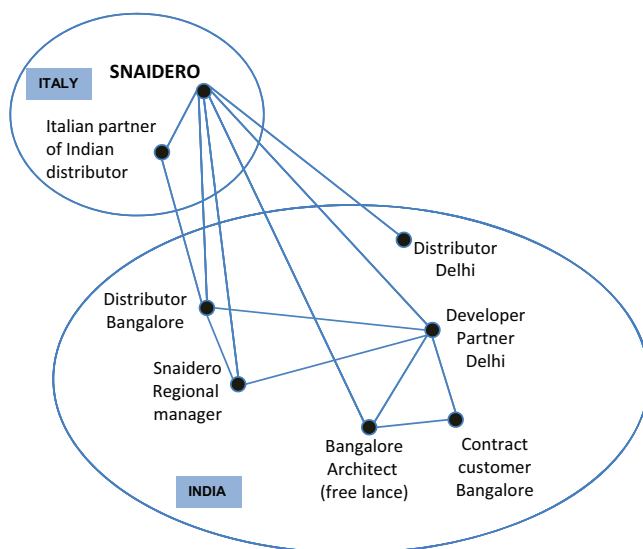 SNAIDERO
ITALY
Italian partner
of Indian
distributor
Distributor
Delhi
Distributor
Bangalore
Developer
Partner
Delhi
Snaidero
Regional
manager
Bangalore
Architect
(free lance)
Contract
customer
Bangalore
INDIA